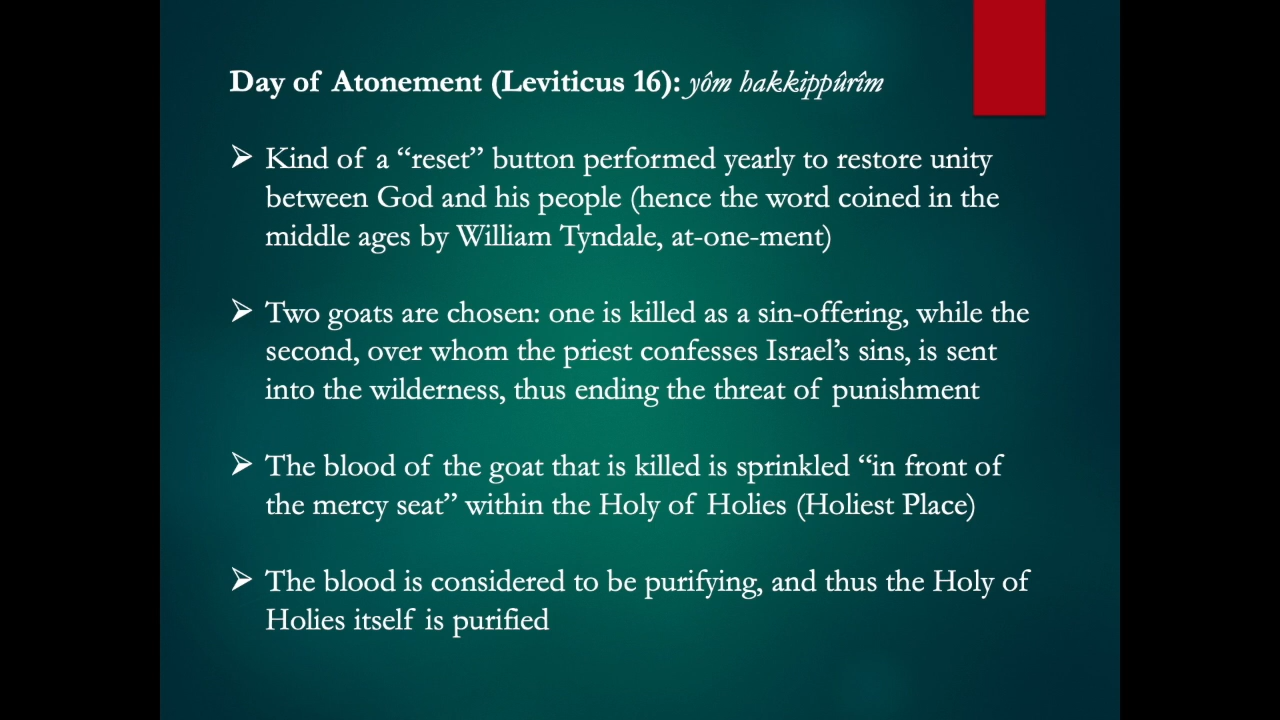 Day of Atonement (Leviticus 16): yôm hakkippûrîm
➢ Kind of a “reset” button performed yearly to restore unity
between God and his people (hence the word coined in the
middle ages by William Tyndale, at-one-ment)
➢ Two goats are chosen: one is killed as a sin-offering, while the
second, over whom the priest confesses Israel’s sins, is sent
into the wilderness, thus ending the threat of punishment
➢ The blood of the goat that is killed is sprinkled “in front of
the mercy seat” within the Holy of Holies (Holiest Place)
➢ The blood is considered to be purifying, and thus the Holy of
Holies itself is purified